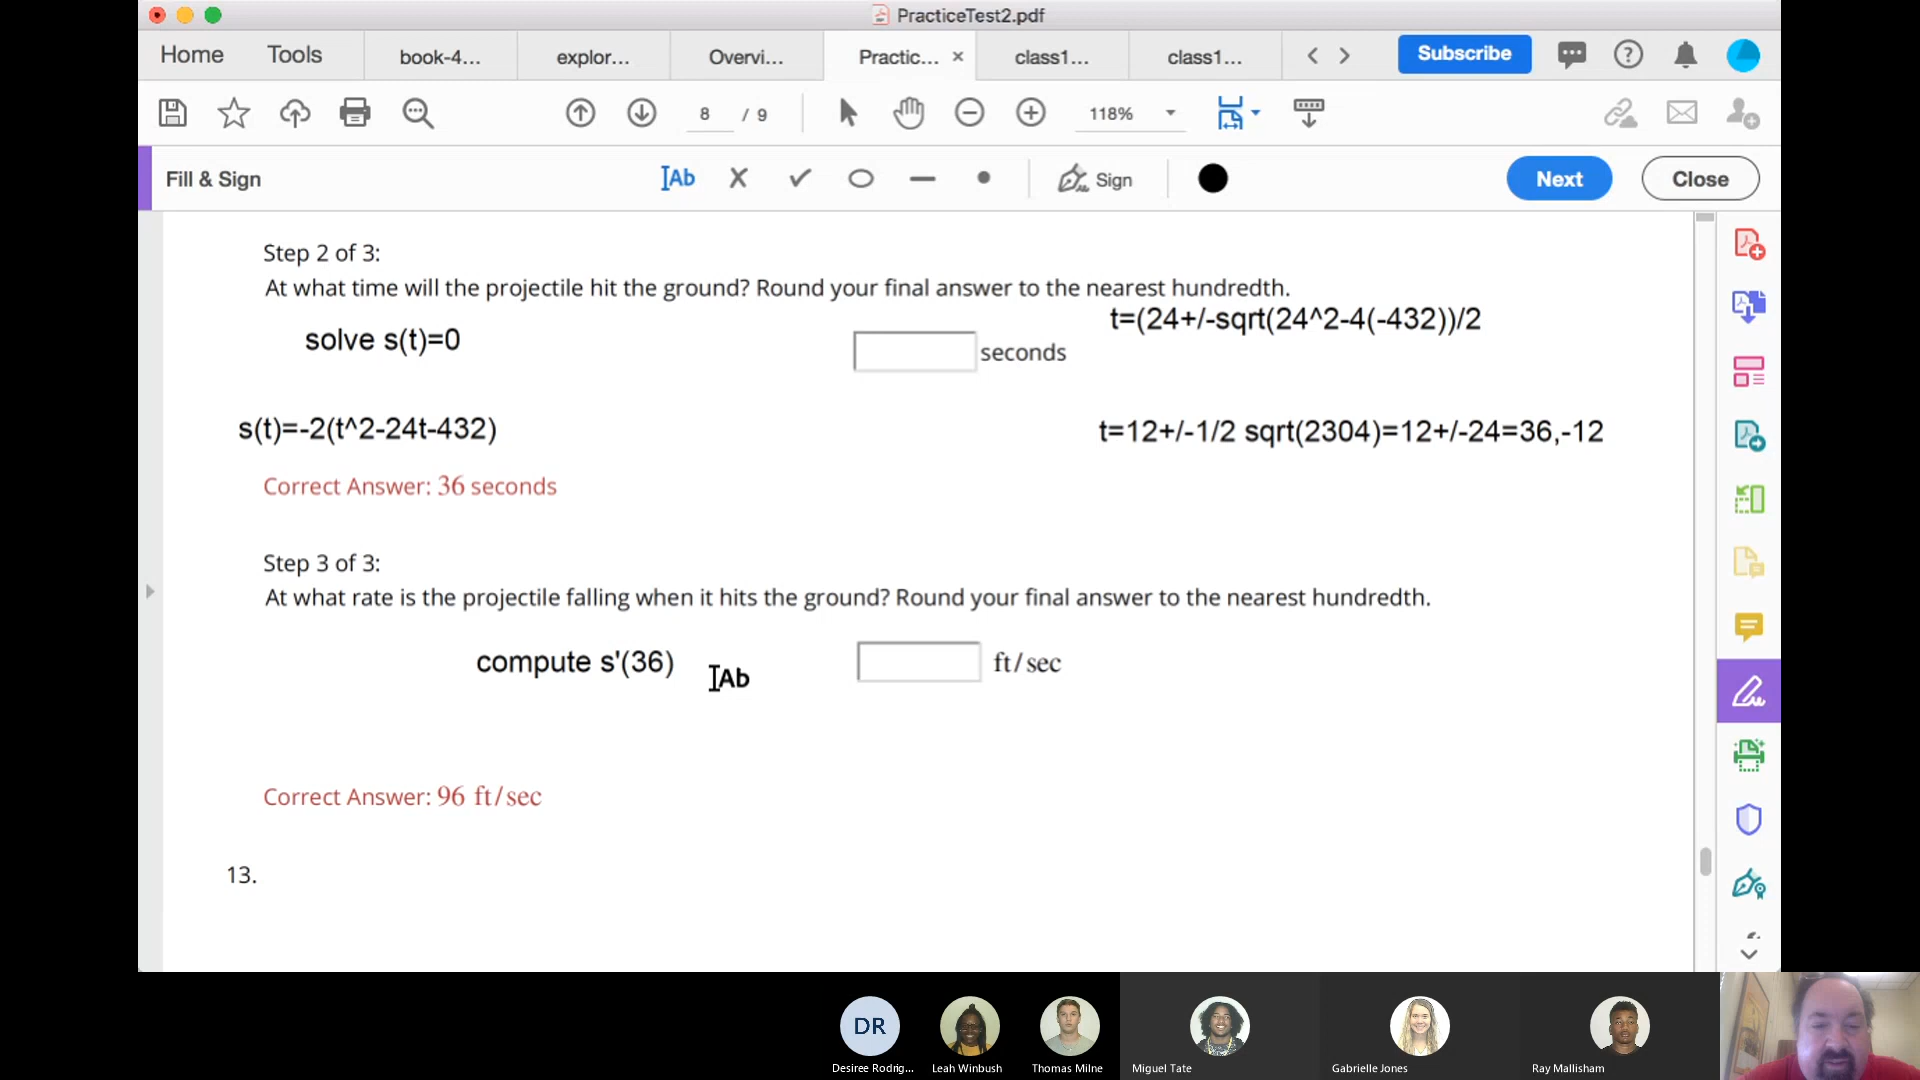 PracticeTest2.pdf
Home
Tools
book-4...
explor...
Overvi...
Practic...
class1...
class1...
Subscribe
8 / 9
118%
Fill & Sign
Ab
Sign
Next
Close
Step 2 of 3:
At what time will the projectile hit the ground? Round your final answer to the nearest hundredth.
t=(24+/-sqrt(24^2-4(-432))/2
solve s(t)=0
seconds
s(t)=-2(t^2-24t-432)
t=12+/-1/2 sqrt(2304)=12+/-24=36,-12
Correct Answer: 36 seconds
Step 3 of 3:
At what rate is the projectile falling when it hits the ground? Round your final answer to the nearest hundredth.
compute s'(36)
Ab
ft/sec
Correct Answer: 96 ft/sec
13.
DR
Desiree Rodrig...
Leah Winbush
Thomas Milne
Miguel Tate
Gabrielle Jones
Ray Mallisham